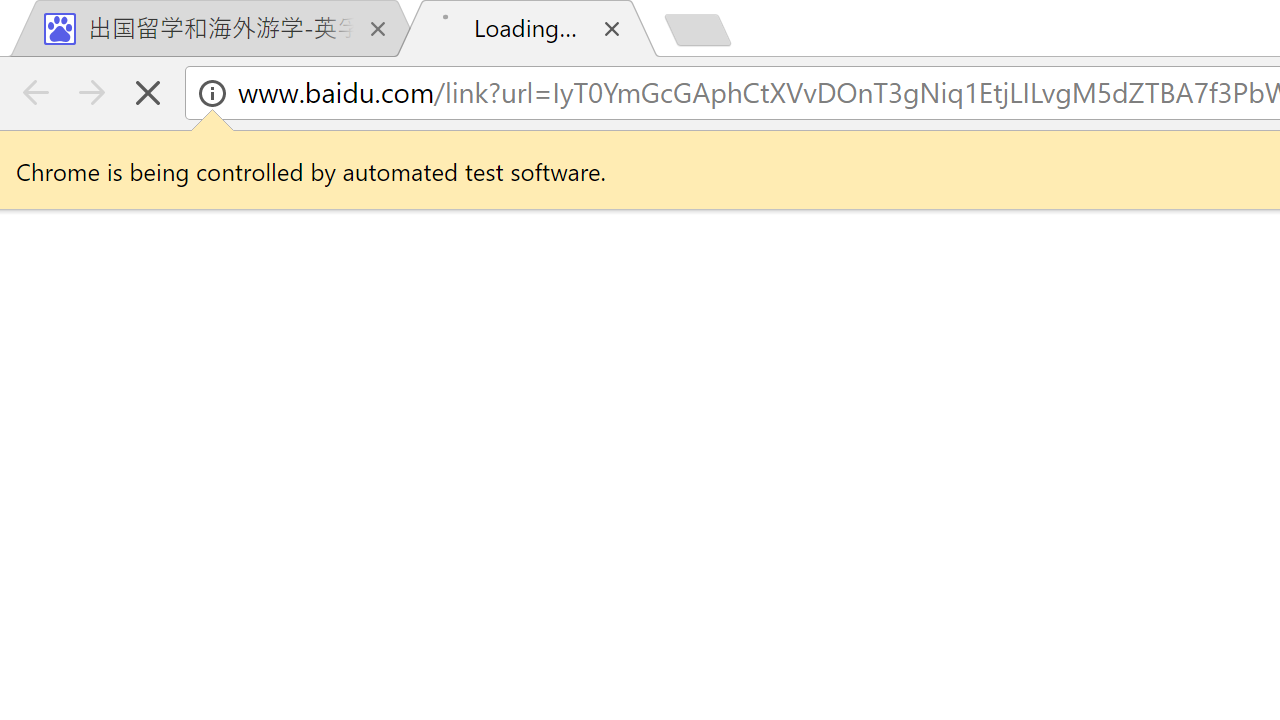 出国留学和海外游学-英
Loading...
www.baidu.com/link?url=IyT0YmGcGAphCtXVvDOnT3gNiq1EtjLILvgM5dZTBA7f3PbW
Chrome is being controlled by automated test software.